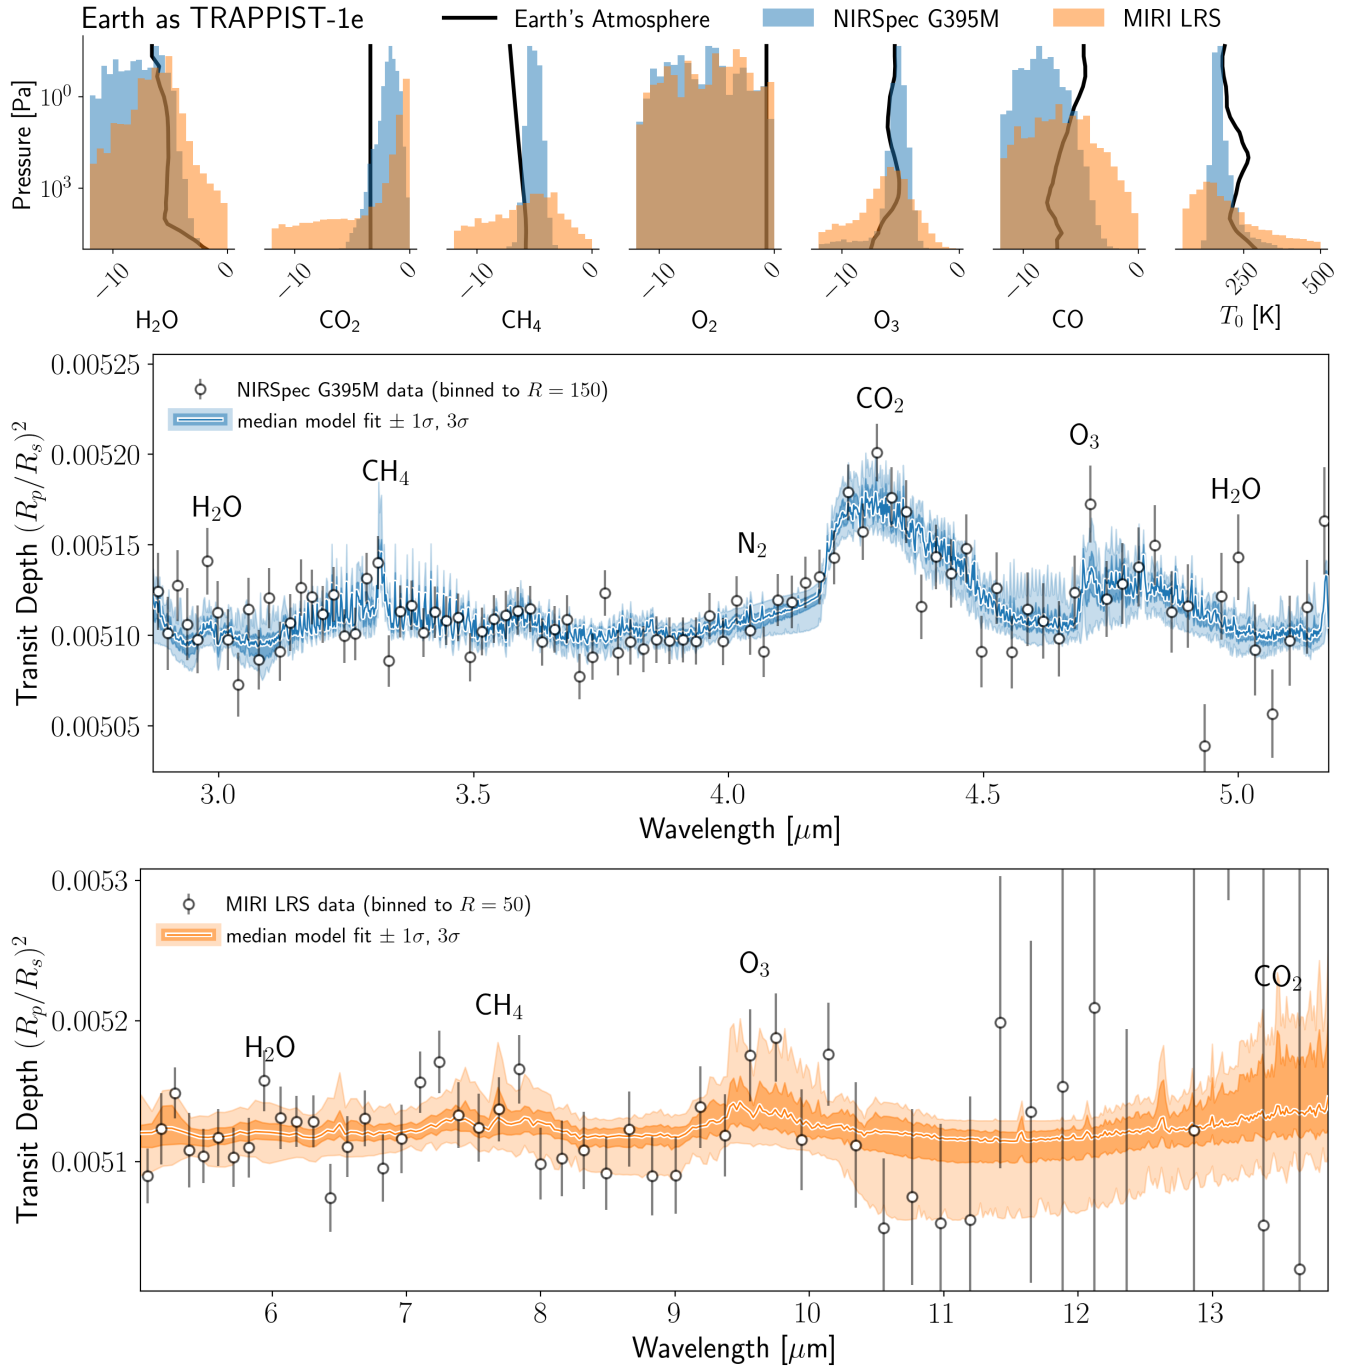 Earth as TRAPPIST-1e
Earth's Atmosphere
NIRSpec G395M
MIRI LRS
Pressure [Pa]
10⁰
10³
−10 0 −10 0 −10 0 −10 0 −10 0 −10 0 250 500
H₂O CO₂ CH₄ O₂ O₃ CO T₀ [K]
Transit Depth (Rₚ/Rₛ)²
0.00525
0.00520
0.00515
0.00510
0.00505
NIRSpec G395M data (binned to R = 150)
median model fit ± 1σ, 3σ
H₂O
CH₄
N₂
CO₂
O₃
H₂O
3.0 3.5 4.0 4.5 5.0
Wavelength [μm]
Transit Depth (Rₚ/Rₛ)²
0.0053
0.0052
0.0051
MIRI LRS data (binned to R = 50)
median model fit ± 1σ, 3σ
H₂O
CH₄
O₃
CO₂
6 7 8 9 10 11 12 13
Wavelength [μm]